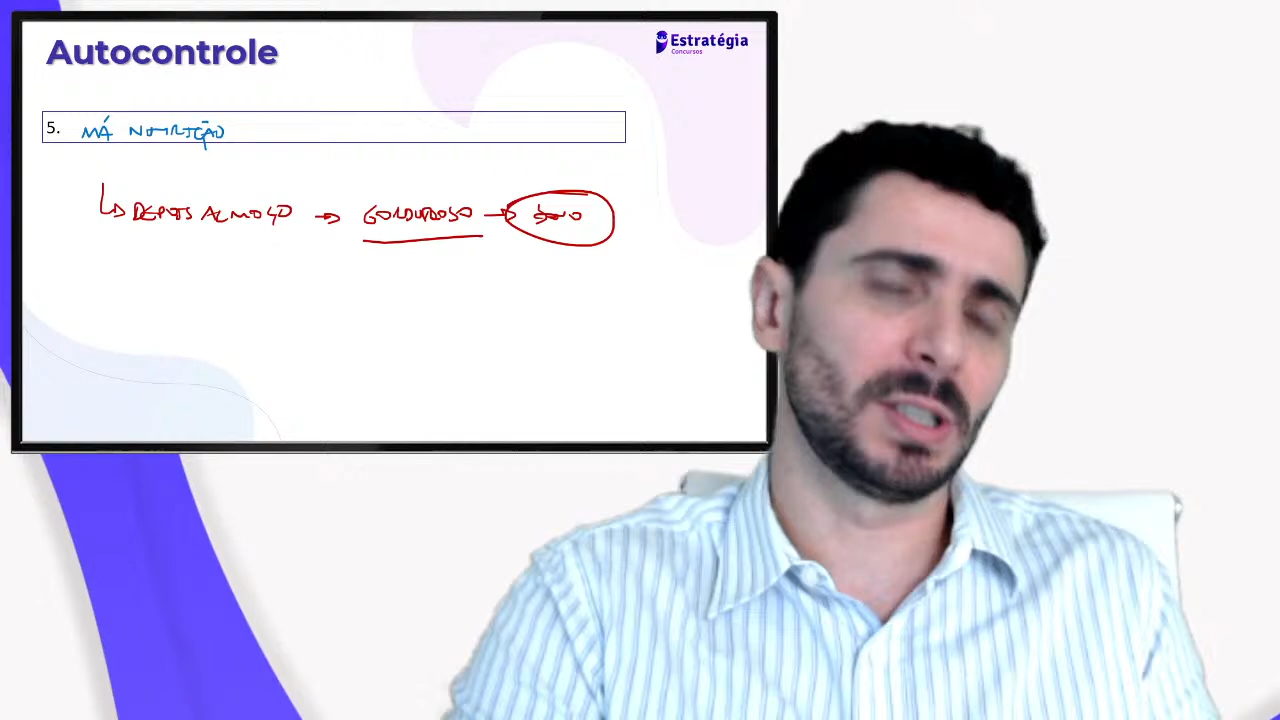 Autocontrole
Estratégia
Concursos
5. MÁ NUTRIÇÃO
↳ DEPOIS ALMOÇO → GORDUROSO → SONO